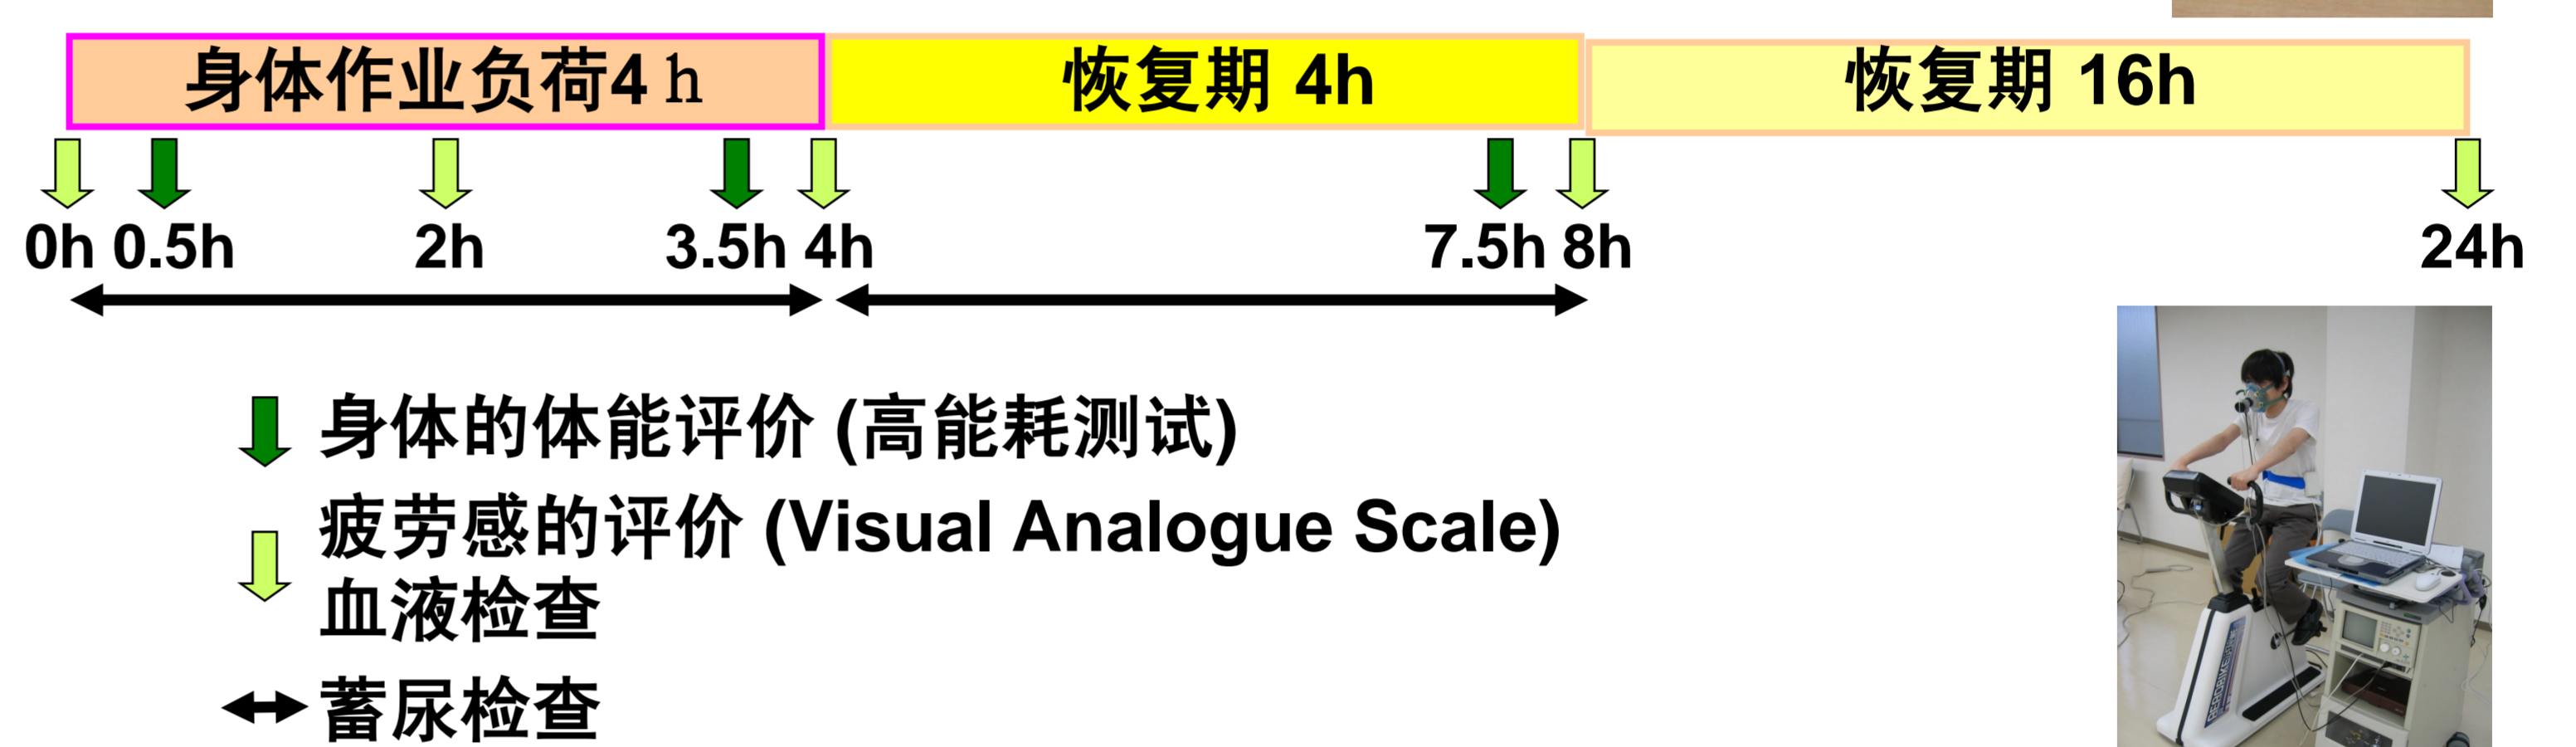 身体作业负荷4 h 恢复期 4h 恢复期 16h
0h 0.5h 2h 3.5h 4h 7.5h 8h 24h
身体的体能评价 (高能耗测试)
疲劳感的评价 (Visual Analogue Scale)
血液检查
蓄尿检查